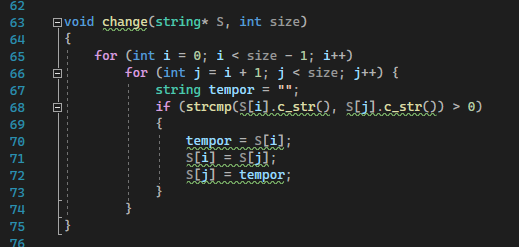 62
63 void change(string* S, int size)
64 {
65     for (int i = 0; i < size - 1; i++)
66         for (int j = i + 1; j < size; j++) {
67             string tempor = "";
68             if (strcmp(S[i].c_str(), S[j].c_str()) > 0)
69             {
70                 tempor = S[i];
71                 S[i] = S[j];
72                 S[j] = tempor;
73             }
74         }
75 }
76